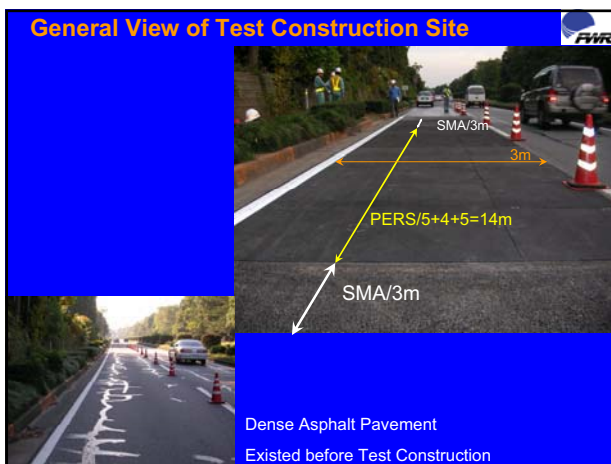 General View of Test Construction Site
PWRI
SMA/3m
3m
PERS/5+4+5=14m
SMA/3m
Dense Asphalt Pavement
Existed before Test Construction